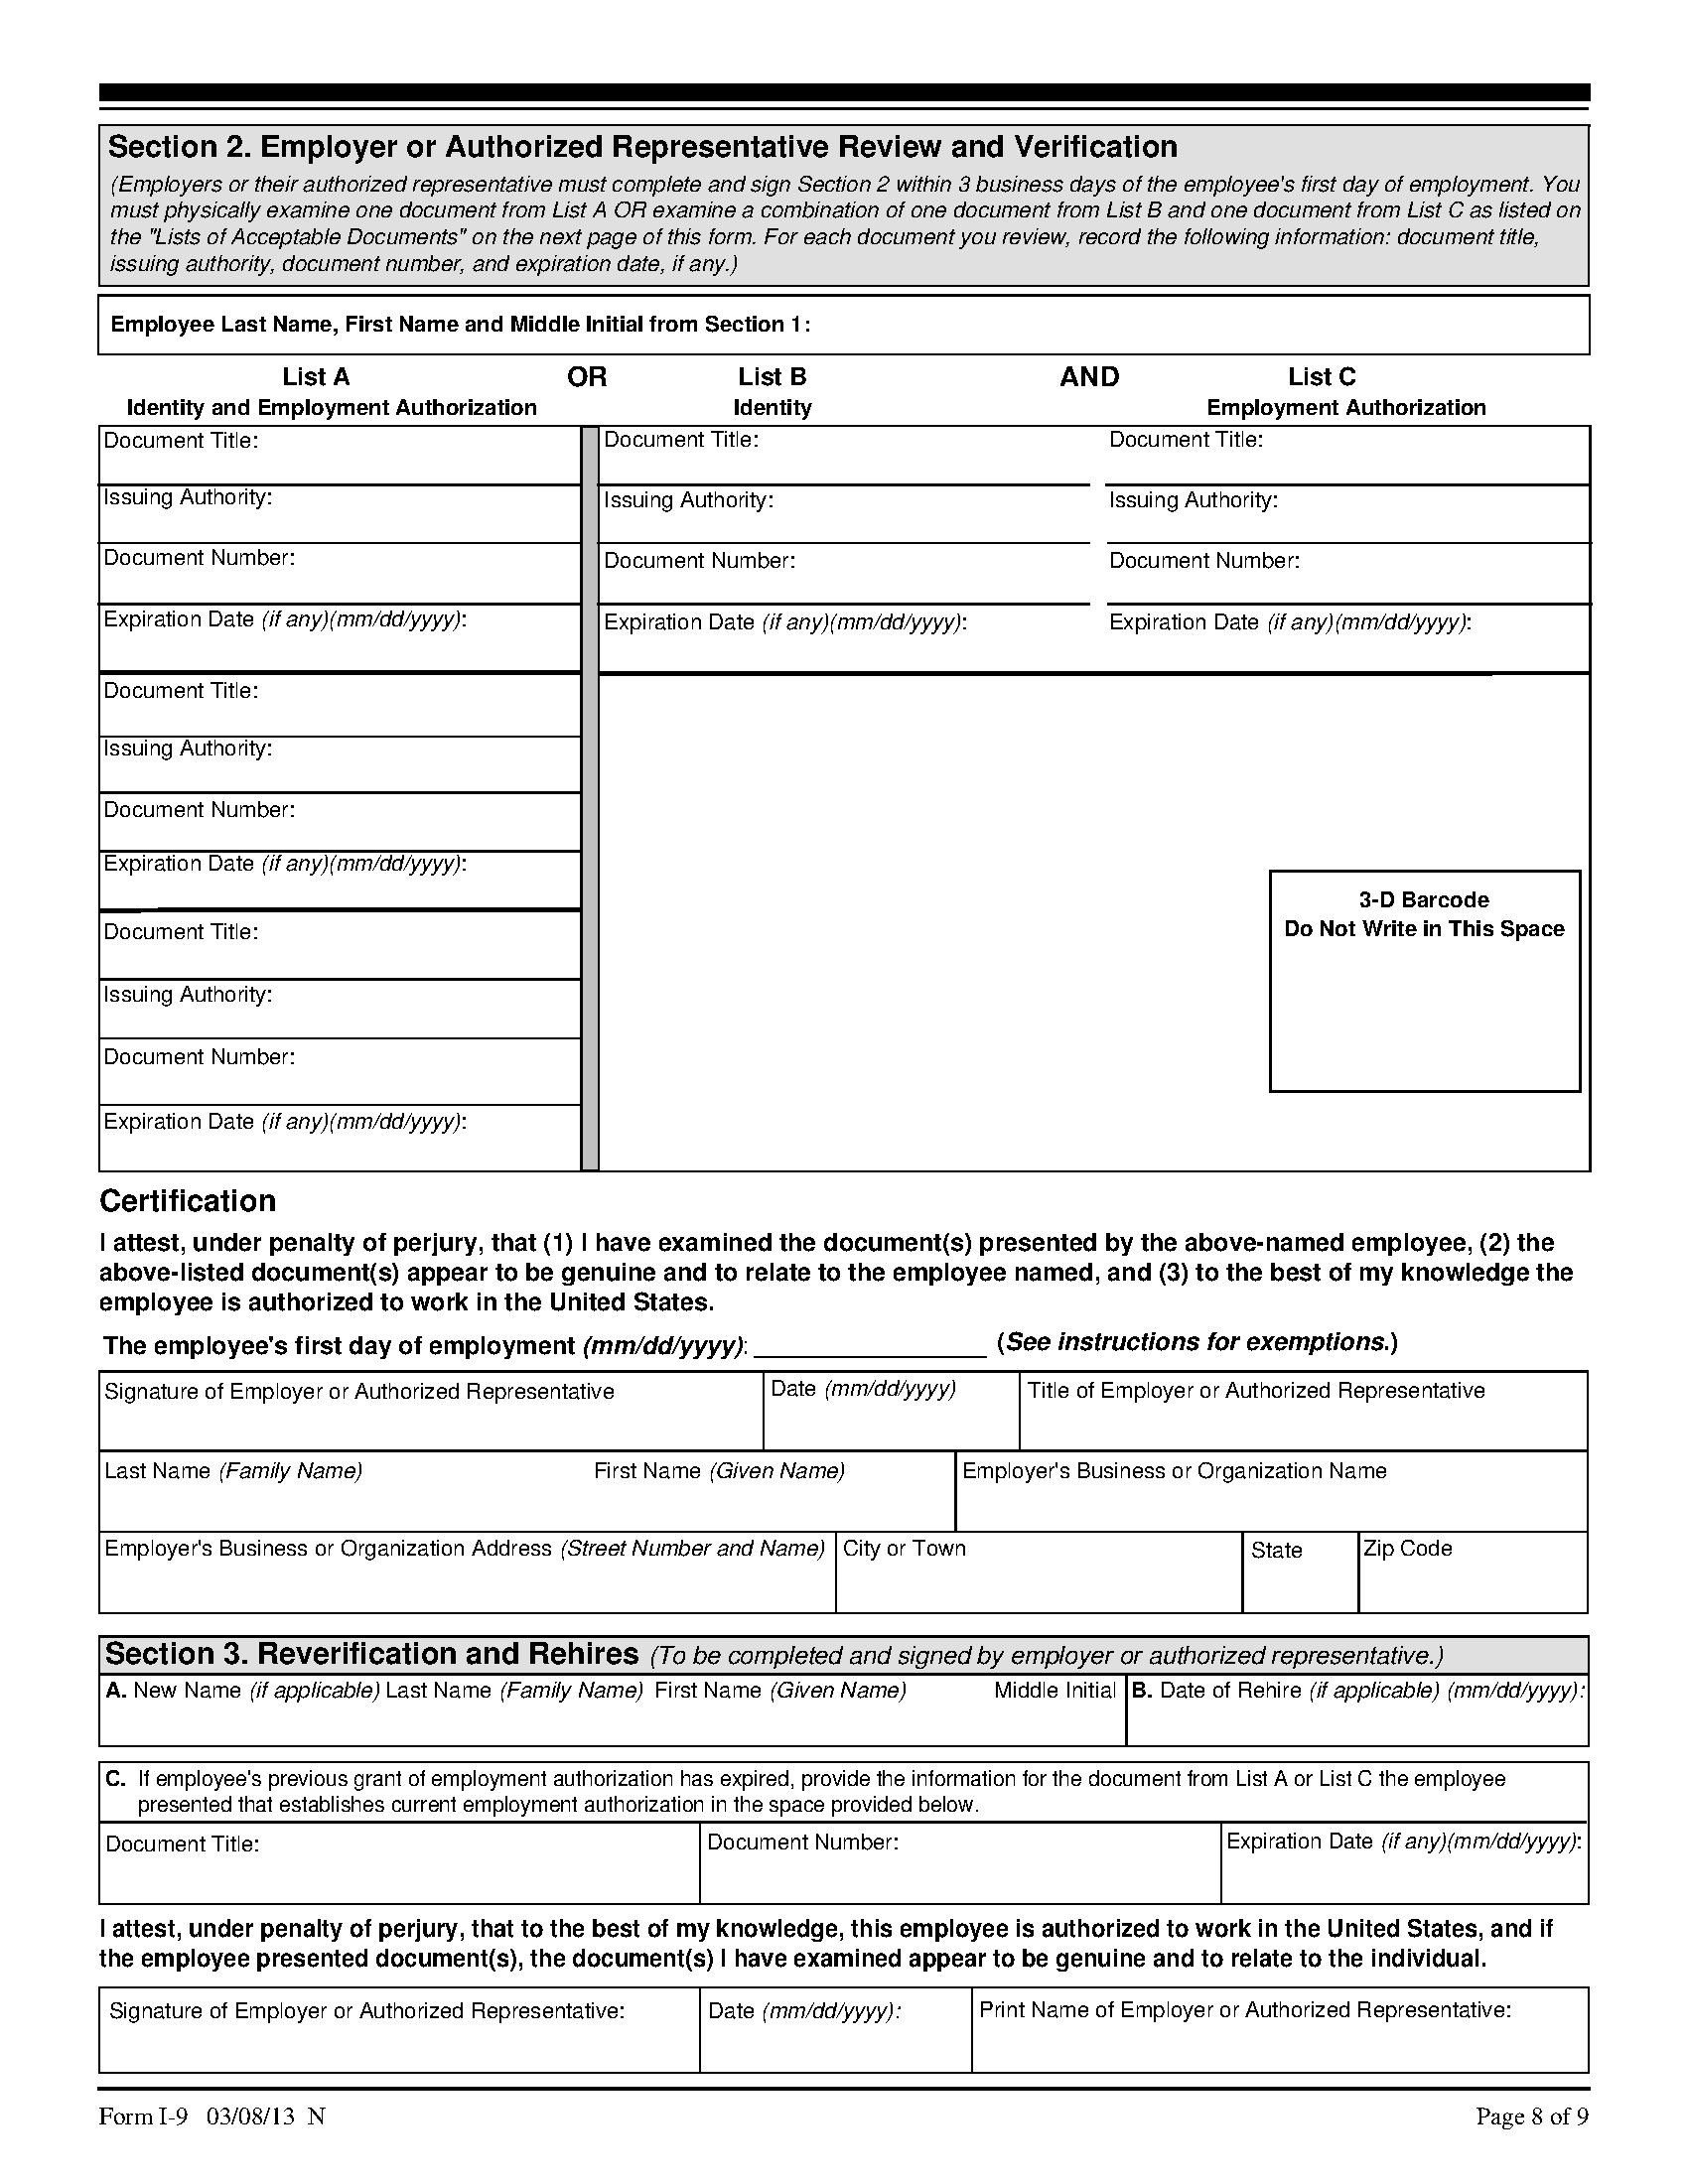 Section 2. Employer or Authorized Representative Review and Verification
(Employers or their authorized representative must complete and sign Section 2 within 3 business days of the employee's first day of employment. You
must physically examine one document from List A OR examine a combination of one document from List B and one document from List C as listed on
the "Lists of Acceptable Documents" on the next page of this form. For each document you review, record the following information: document title,
issuing authority, document number, and expiration date, if any.)
Employee Last Name, First Name and Middle Initial from Section 1:
List A OR List B AND List C
Identity and Employment Authorization Identity Employment Authorization
Document Title: Document Title: Document Title:
Issuing Authority: Issuing Authority: Issuing Authority:
Document Number: Document Number: Document Number:
Expiration Date (if any)(mm/dd/yyyy): Expiration Date (if any)(mm/dd/yyyy): Expiration Date (if any)(mm/dd/yyyy):
Document Title:
Issuing Authority:
Document Number:
Expiration Date (if any)(mm/dd/yyyy):
3-D Barcode
Do Not Write in This Space
Document Title:
Issuing Authority:
Document Number:
Expiration Date (if any)(mm/dd/yyyy):
Certification
I attest, under penalty of perjury, that (1) I have examined the document(s) presented by the above-named employee, (2) the
above-listed document(s) appear to be genuine and to relate to the employee named, and (3) to the best of my knowledge the
employee is authorized to work in the United States.
The employee's first day of employment (mm/dd/yyyy): (See instructions for exemptions.)
Signature of Employer or Authorized Representative Date (mm/dd/yyyy) Title of Employer or Authorized Representative
Last Name (Family Name) First Name (Given Name) Employer's Business or Organization Name
Employer's Business or Organization Address (Street Number and Name) City or Town State Zip Code
Section 3. Reverification and Rehires (To be completed and signed by employer or authorized representative.)
A. New Name (if applicable) Last Name (Family Name) First Name (Given Name) Middle Initial B. Date of Rehire (if applicable) (mm/dd/yyyy):
C. If employee's previous grant of employment authorization has expired, provide the information for the document from List A or List C the employee
presented that establishes current employment authorization in the space provided below.
Document Title: Document Number: Expiration Date (if any)(mm/dd/yyyy):
I attest, under penalty of perjury, that to the best of my knowledge, this employee is authorized to work in the United States, and if
the employee presented document(s), the document(s) I have examined appear to be genuine and to relate to the individual.
Signature of Employer or Authorized Representative: Date (mm/dd/yyyy): Print Name of Employer or Authorized Representative:
Form I-9 03/08/13 N Page 8 of 9